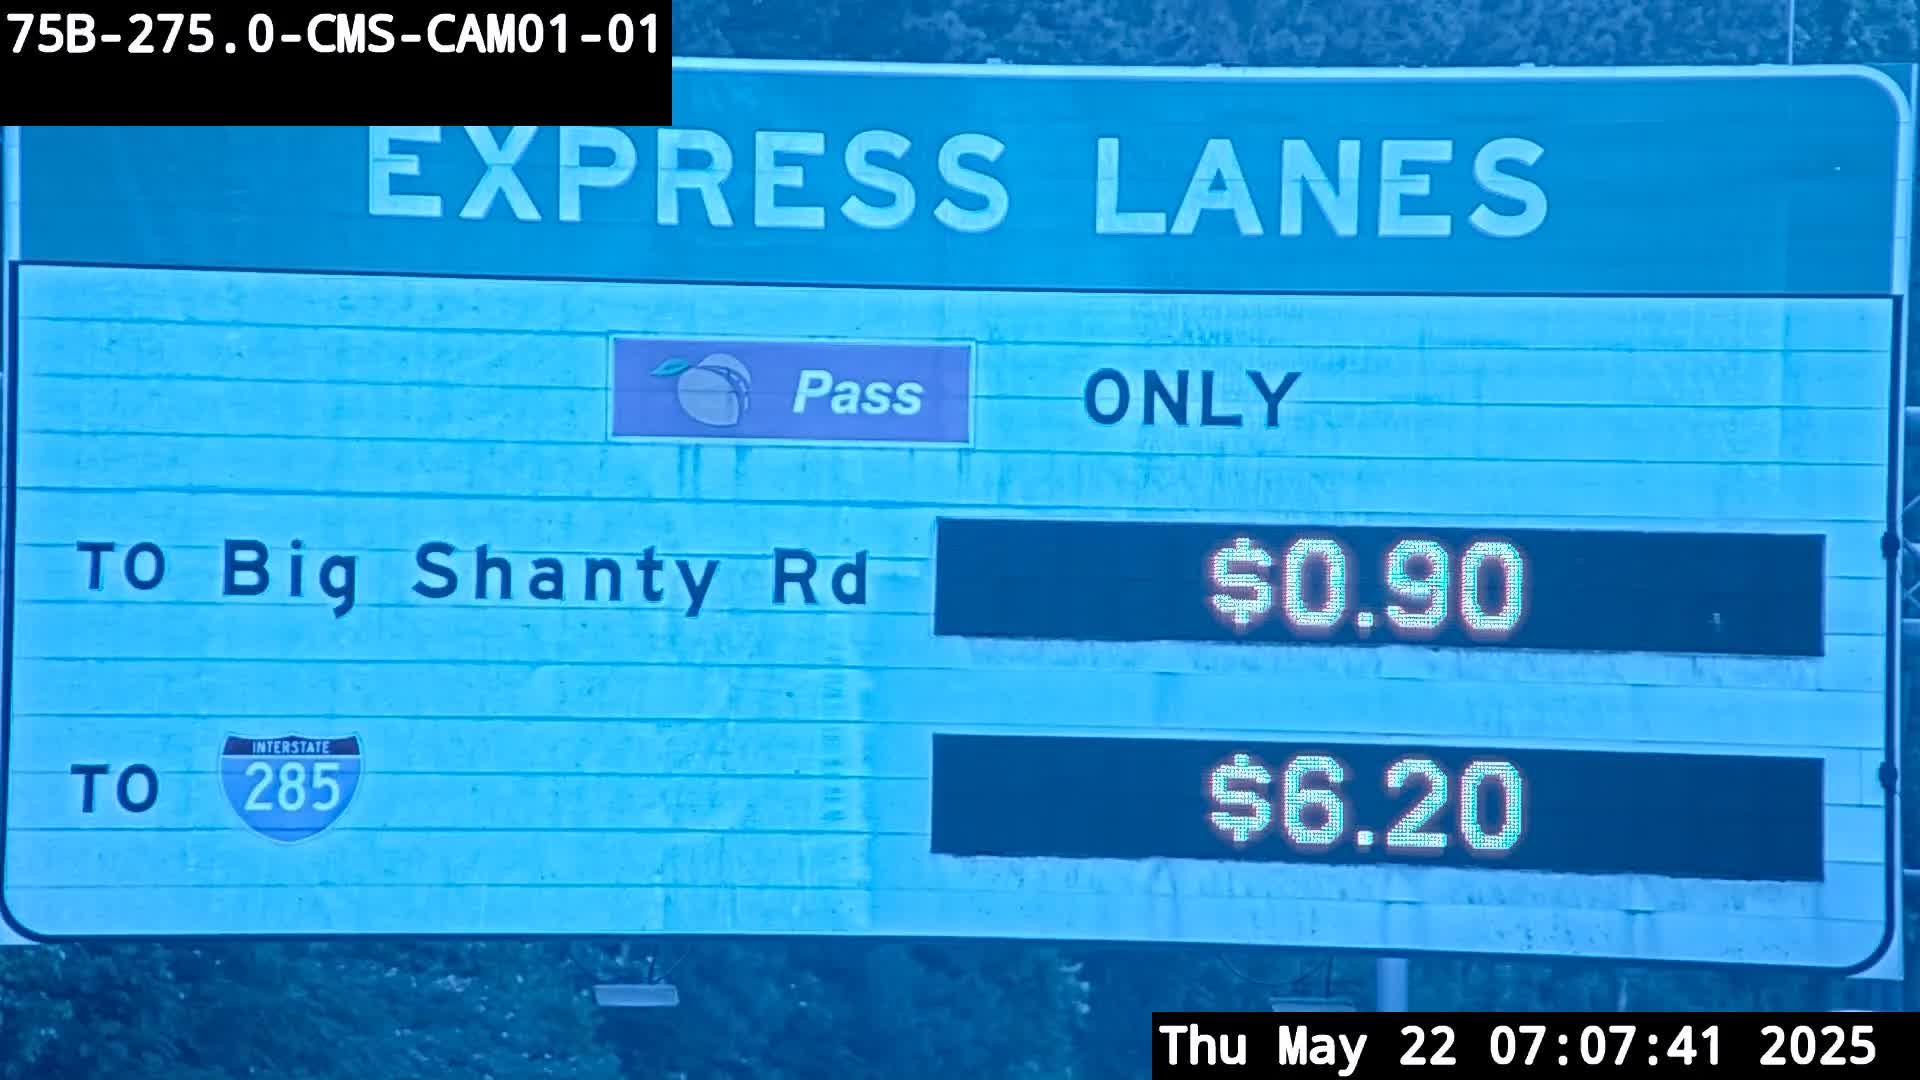 75B-275.0-CMS-CAM01-01
EXPRESS LANES
Pass ONLY
TO Big Shanty Rd $0.90
INTERSTATE
TO 285 $6.20
Thu May 22 07:07:41 2025